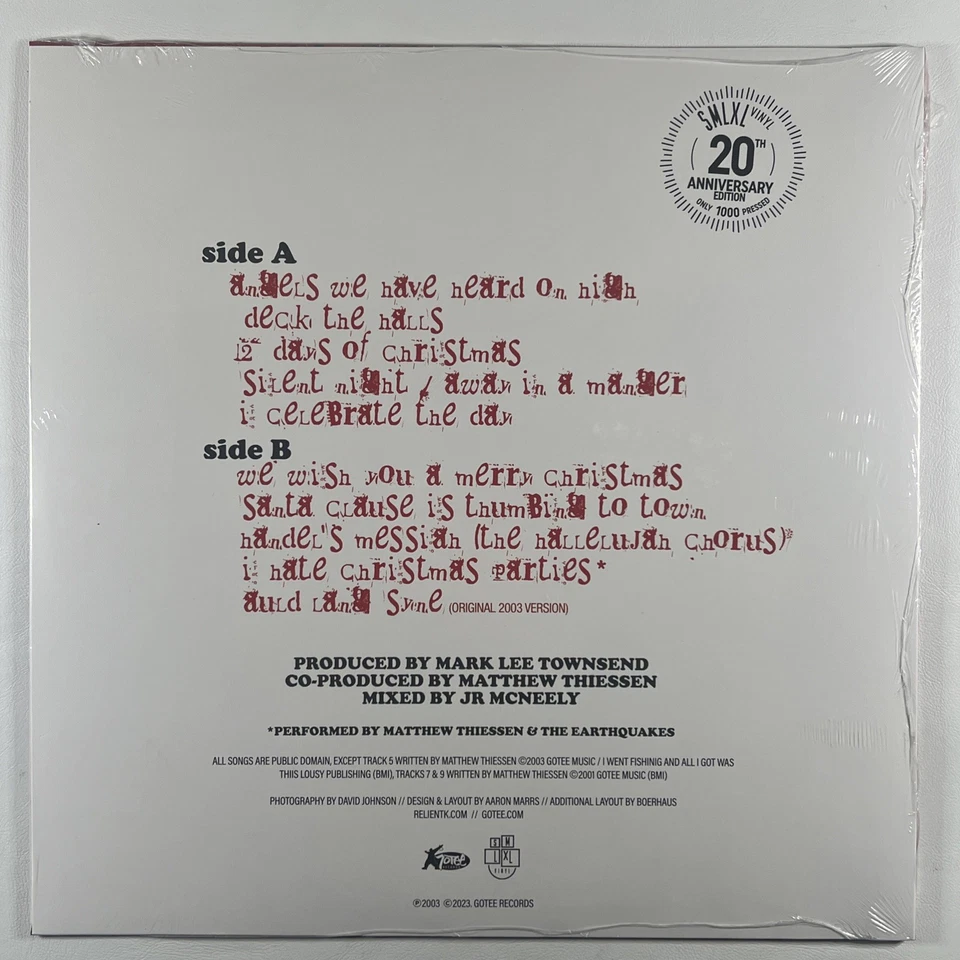 SMLXL VINYL
20TH
ANNIVERSARY
EDITION
ONLY 1000 PRESSED
side A
angels we have heard on high
deck the halls
12 days of christmas
silent night / away in a manger
i celebrate the day
side B
we wish you a merry christmas
santa clause is thumbing to town
handel's messiah (the hallelujah chorus)*
i hate christmas parties*
auld lang syne (ORIGINAL 2003 VERSION)
PRODUCED BY MARK LEE TOWNSEND
CO-PRODUCED BY MATTHEW THIESSEN
MIXED BY JR MCNEELY
*PERFORMED BY MATTHEW THIESSEN & THE EARTHQUAKES
ALL SONGS ARE PUBLIC DOMAIN, EXCEPT TRACK 5 WRITTEN BY MATTHEW THIESSEN ©2003 GOTEE MUSIC / I WENT FISHINIG AND ALL I GOT WAS
THIIS LOUSY PUBLISHING (BMI), TRACKS 7 & 9 WRITTEN BY MATTHEW THIESSEN ©2001 GOTEE MUSIC (BMI)
PHOTOGRAPHY BY DAVID JOHNSON // DESIGN & LAYOUT BY AARON MARRS // ADDITIONAL LAYOUT BY BOERHAUS
RELIENTK.COM // GOTEE.COM
GOTEE
S M
L XL
VINYL
℗2003 ©2023. GOTEE RECORDS